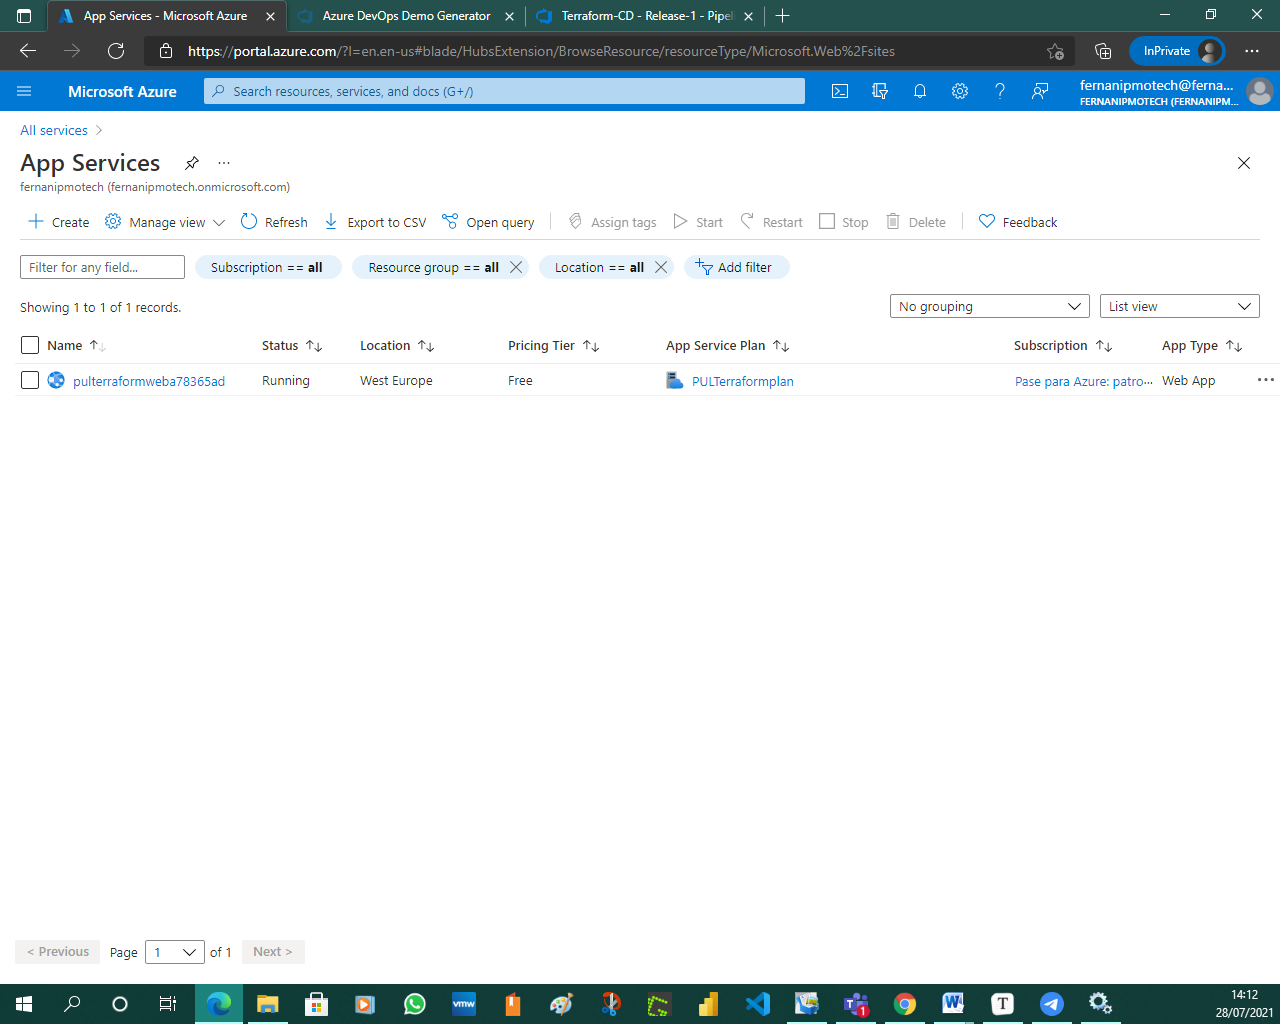 App Services - Microsoft Azure
Azure DevOps Demo Generator
Terraform-CD - Release-1 - Pipeli
https://portal.azure.com/?l=en.en-us#blade/HubsExtension/BrowseResource/resourceType/Microsoft.Web%2Fsites
InPrivate
Microsoft Azure
Search resources, services, and docs (G+/)
fernanipmotech@ferna...
FERNANIPMOTECH (FERNANIPM...
All services
App Services
fernanipmotech (fernanipmotech.onmicrosoft.com)
Create
Manage view
Refresh
Export to CSV
Open query
Assign tags
Start
Restart
Stop
Delete
Feedback
Filter for any field...
Subscription == all
Resource group == all
Location == all
Add filter
Showing 1 to 1 of 1 records.
No grouping
List view
Name
Status
Location
Pricing Tier
App Service Plan
Subscription
App Type
pulterraformweba78365ad
Running
West Europe
Free
PULTerraformplan
Pase para Azure: patro...
Web App
< Previous
Page
1
of 1
Next >
vmw
1
W
T
14:12
28/07/2021